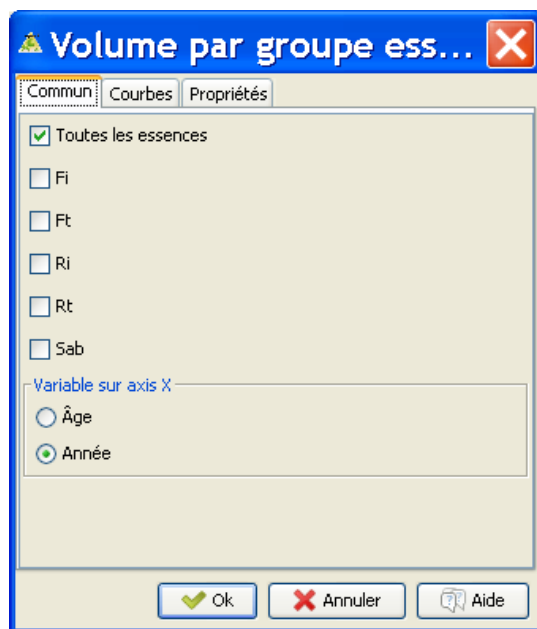 Volume par groupe ess...
Commun Courbes Propriétés
Toutes les essences
Fi
Ft
Ri
Rt
Sab
Variable sur axis X
Âge
Année
Ok Annuler Aide